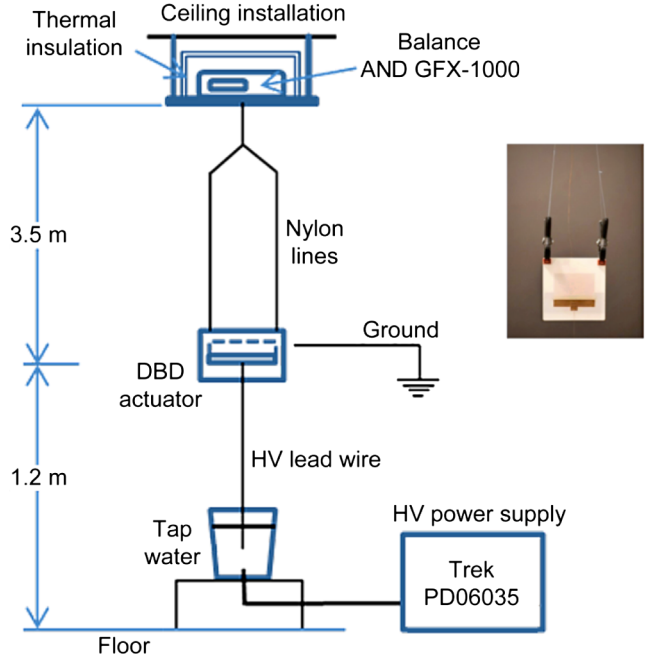 Ceiling installation
Thermal
insulation
Balance
AND GFX-1000
3.5 m
Nylon
lines
Ground
DBD
actuator
HV lead wire
1.2 m
HV power supply
Tap
water
Trek
PD06035
Floor